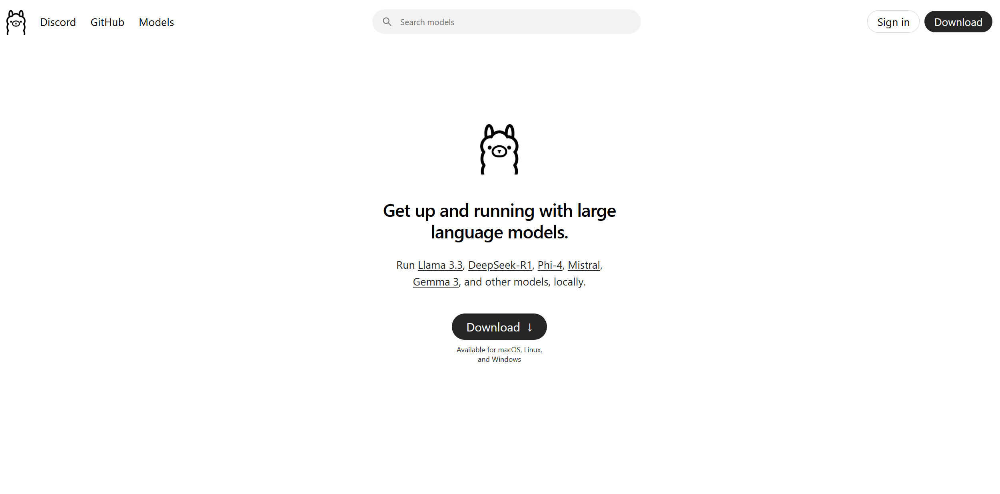 Discord GitHub Models Search models Sign in Download
Get up and running with large
language models.
Run Llama 3.3, DeepSeek-R1, Phi-4, Mistral,
Gemma 3, and other models, locally.
Download ↓
Available for macOS, Linux,
and Windows